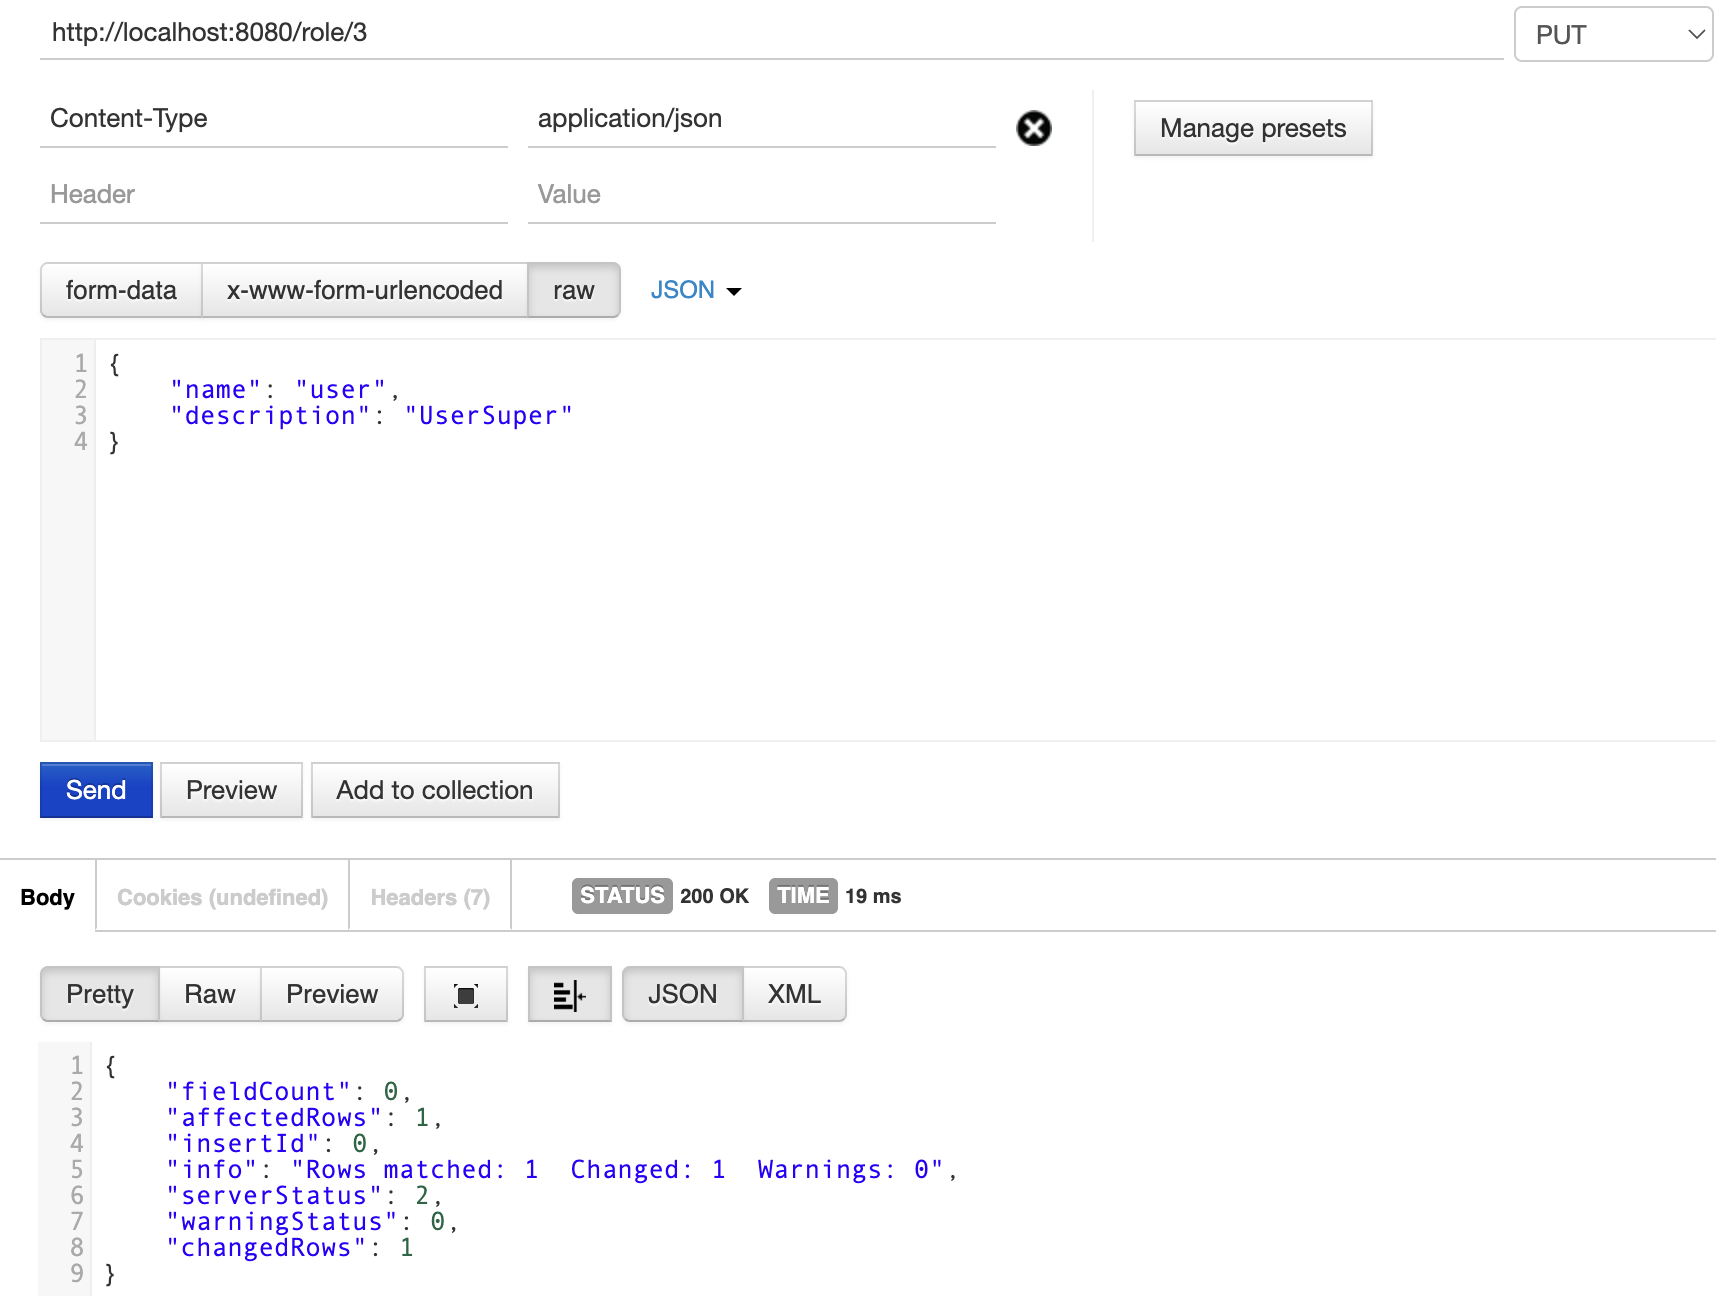 http://localhost:8080/role/3 PUT
Content-Type application/json Manage presets
Header Value
form-data x-www-form-urlencoded raw JSON
1 {
2     "name": "user",
3     "description": "UserSuper"
4 }
Send Preview Add to collection
Body Cookies (undefined) Headers (7) STATUS 200 OK TIME 19 ms
Pretty Raw Preview JSON XML
1 {
2     "fieldCount": 0,
3     "affectedRows": 1,
4     "insertId": 0,
5     "info": "Rows matched: 1  Changed: 1  Warnings: 0",
6     "serverStatus": 2,
7     "warningStatus": 0,
8     "changedRows": 1
9 }